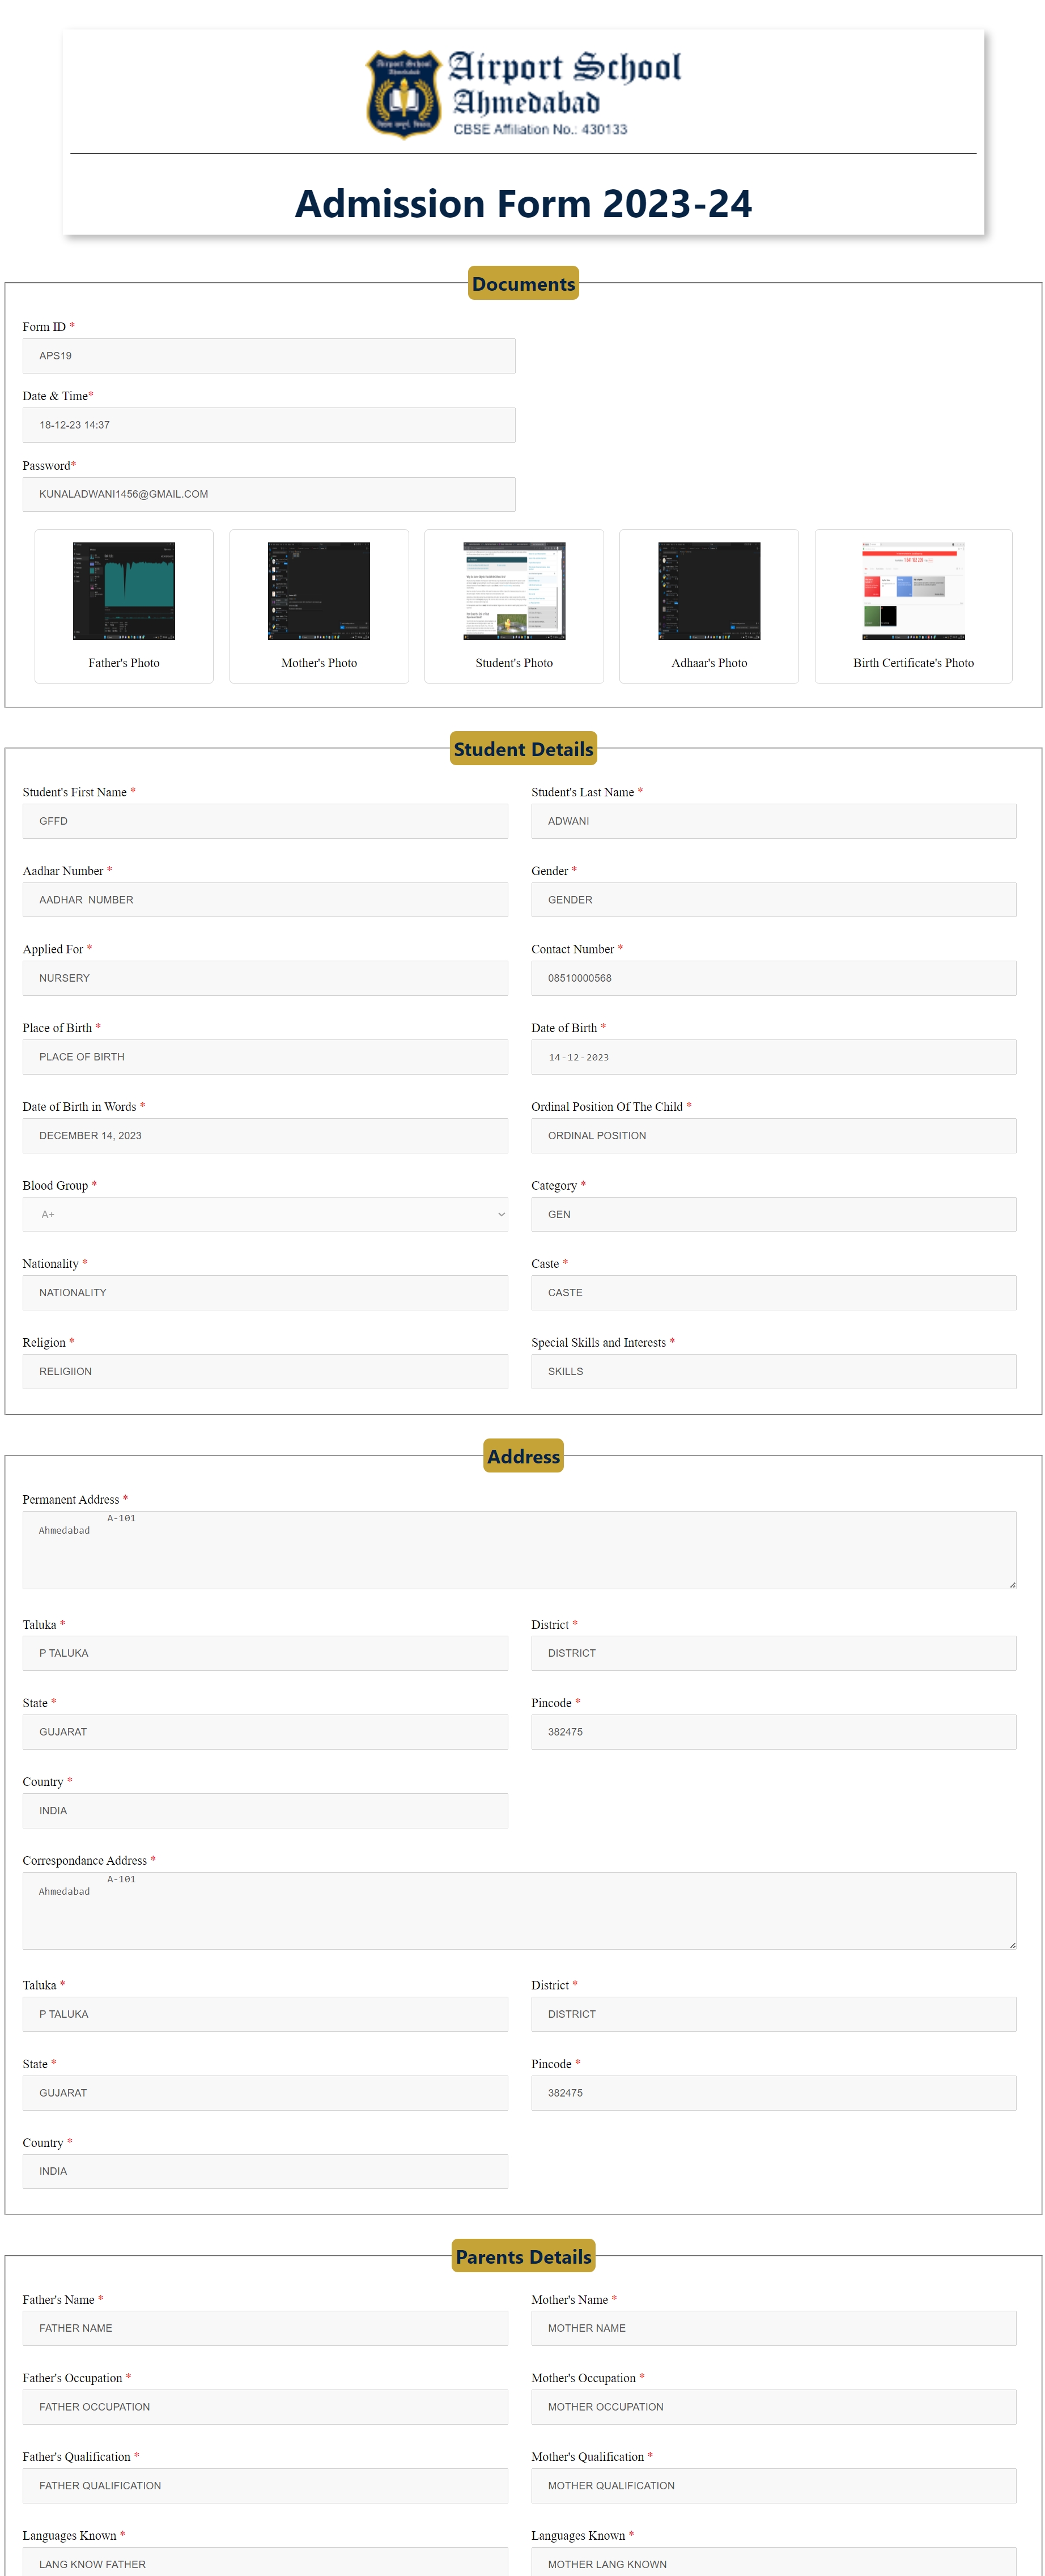 Airport School
Ahmedabad
Airport School
Ahmedabad
CBSE Affiliation No.: 430133
Admission Form 2023-24
Documents
Form ID *
APS19
Date & Time*
18-12-23 14:37
Password*
KUNALADWANI1456@GMAIL.COM
Father's Photo
Mother's Photo
Student's Photo
Adhaar's Photo
Birth Certificate's Photo
Student Details
Student's First Name *
Student's Last Name *
GFFD
ADWANI
Aadhar Number *
Gender *
AADHAR  NUMBER
GENDER
Applied For *
Contact Number *
NURSERY
08510000568
Place of Birth *
Date of Birth *
PLACE OF BIRTH
14-12-2023
Date of Birth in Words *
Ordinal Position Of The Child *
DECEMBER 14, 2023
ORDINAL POSITION
Blood Group *
Category *
A+
GEN
Nationality *
Caste *
NATIONALITY
CASTE
Religion *
Special Skills and Interests *
RELIGIION
SKILLS
Address
Permanent Address *
A-101
Ahmedabad
Taluka *
District *
P TALUKA
DISTRICT
State *
Pincode *
GUJARAT
382475
Country *
INDIA
Correspondance Address *
A-101
Ahmedabad
Taluka *
District *
P TALUKA
DISTRICT
State *
Pincode *
GUJARAT
382475
Country *
INDIA
Parents Details
Father's Name *
Mother's Name *
FATHER NAME
MOTHER NAME
Father's Occupation *
Mother's Occupation *
FATHER OCCUPATION
MOTHER OCCUPATION
Father's Qualification *
Mother's Qualification *
FATHER QUALIFICATION
MOTHER QUALIFICATION
Languages Known *
Languages Known *
LANG KNOW FATHER
MOTHER LANG KNOWN